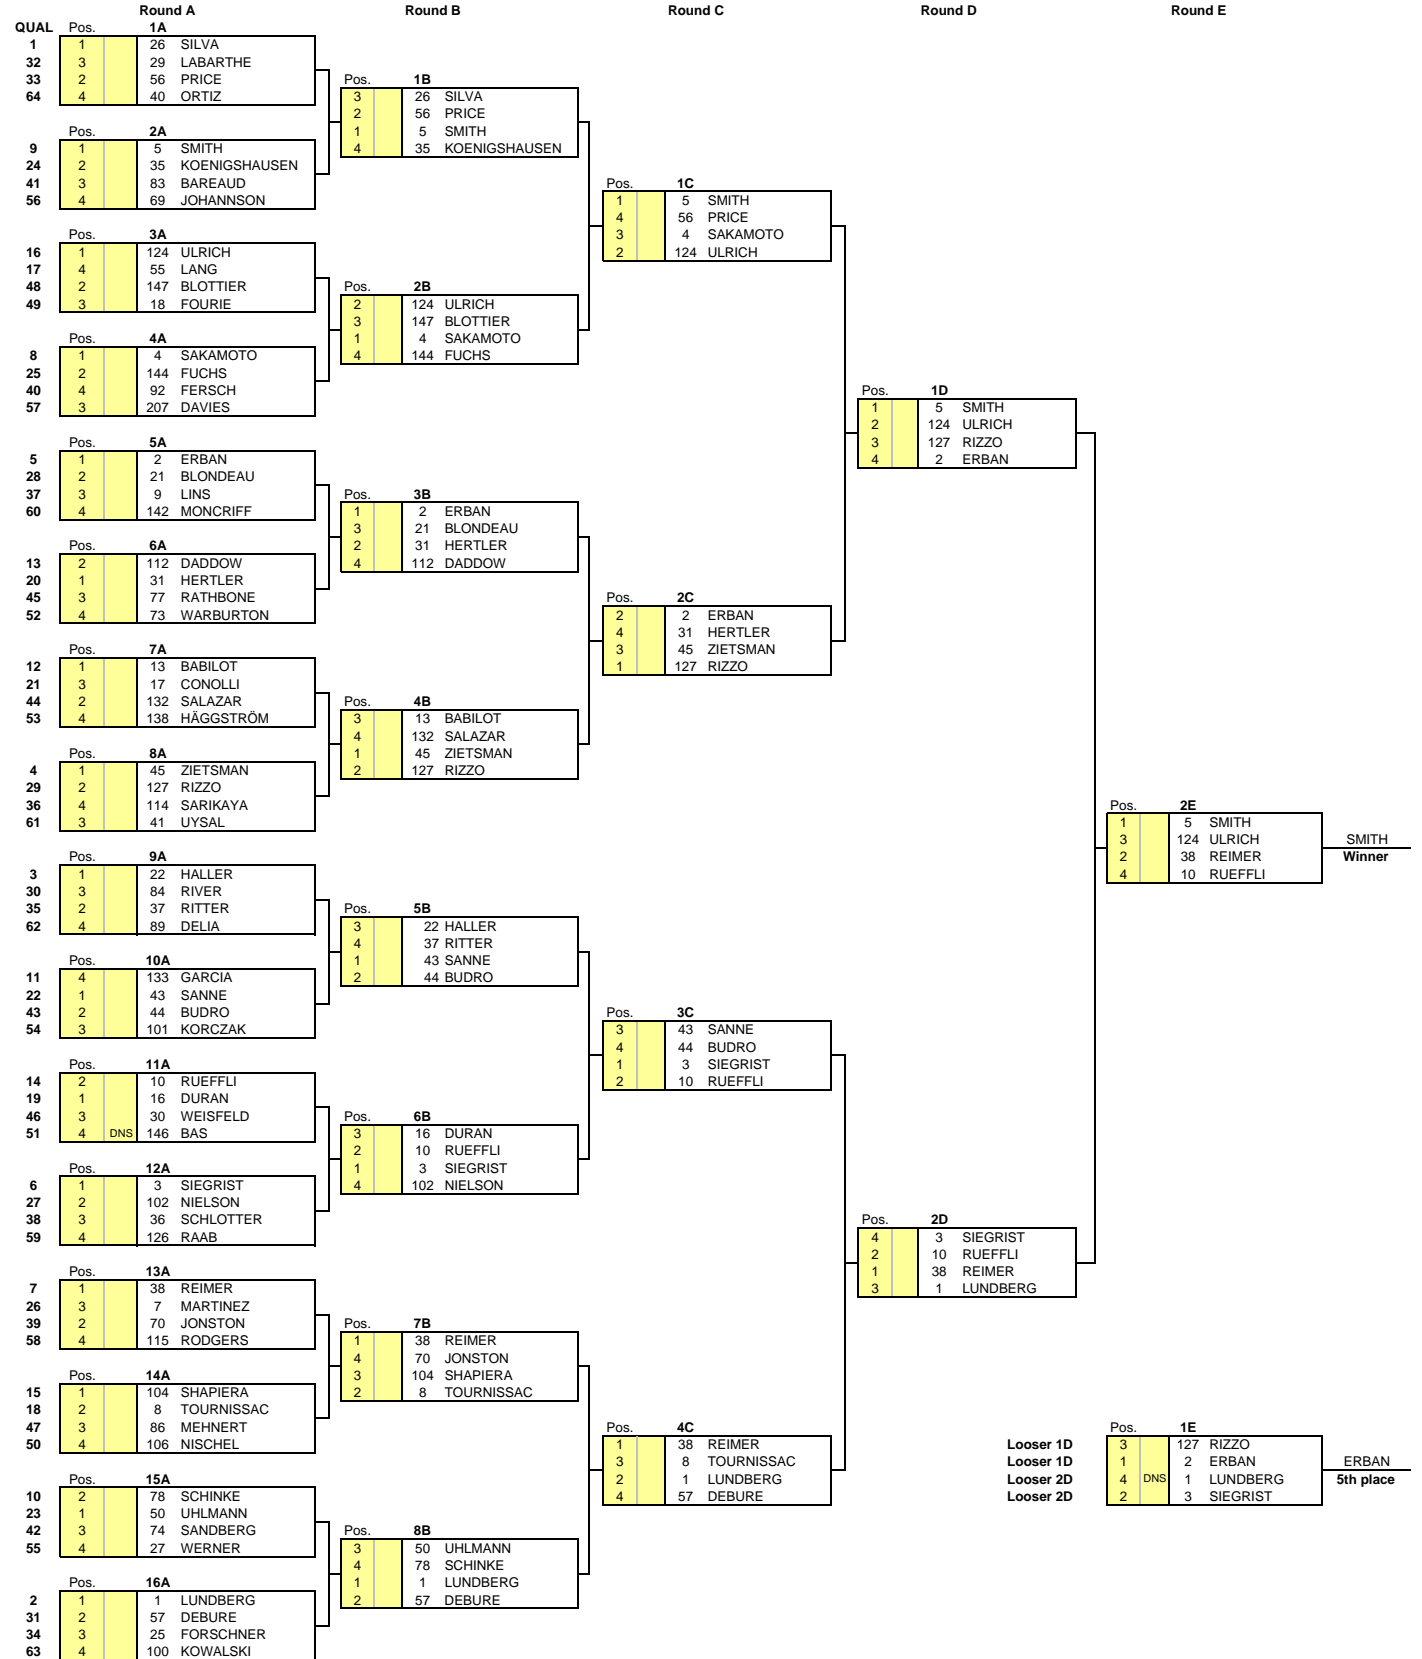 Round A Round B Round C Round D Round E
QUAL Pos. 1A
1 1 26 SILVA
32 3 29 LABARTHE
33 2 56 PRICE
64 4 40 ORTIZ
Pos. 2A
9 1 5 SMITH
24 2 35 KOENIGSHAUSEN
41 3 83 BAREAUD
56 4 69 JOHANNSON
Pos. 3A
16 1 124 ULRICH
17 4 55 LANG
48 2 147 BLOTTIER
49 3 18 FOURIE
Pos. 4A
8 1 4 SAKAMOTO
25 2 144 FUCHS
40 4 92 FERSCH
57 3 207 DAVIES
Pos. 5A
5 1 2 ERBAN
28 2 21 BLONDEAU
37 3 9 LINS
60 4 142 MONCRIFF
Pos. 6A
13 2 112 DADDOW
20 1 31 HERTLER
45 3 77 RATHBONE
52 4 73 WARBURTON
Pos. 7A
12 1 13 BABILOT
21 3 17 CONOLLI
44 2 132 SALAZAR
53 4 138 HÄGGSTRÖM
Pos. 8A
4 1 45 ZIETSMAN
29 2 127 RIZZO
36 4 114 SARIKAYA
61 3 41 UYSAL
Pos. 9A
3 1 22 HALLER
30 3 84 RIVER
35 2 37 RITTER
62 4 89 DELIA
Pos. 10A
11 4 133 GARCIA
22 1 43 SANNE
43 2 44 BUDRO
54 3 101 KORCZAK
Pos. 11A
14 2 10 RUEFFLI
19 1 16 DURAN
46 3 30 WEISFELD
51 4 DNS 146 BAS
Pos. 12A
6 1 3 SIEGRIST
27 2 102 NIELSON
38 3 36 SCHLOTTER
59 4 126 RAAB
Pos. 13A
7 1 38 REIMER
26 3 7 MARTINEZ
39 2 70 JONSTON
58 4 115 RODGERS
Pos. 14A
15 1 104 SHAPIERA
18 2 8 TOURNISSAC
47 3 86 MEHNERT
50 4 106 NISCHEL
Pos. 15A
10 2 78 SCHINKE
23 1 50 UHLMANN
42 3 74 SANDBERG
55 4 27 WERNER
Pos. 16A
2 1 1 LUNDBERG
31 2 57 DEBURE
34 3 25 FORSCHNER
63 4 100 KOWALSKI
Pos. 1B
3 26 SILVA
2 56 PRICE
1 5 SMITH
4 35 KOENIGSHAUSEN
Pos. 2B
2 124 ULRICH
3 147 BLOTTIER
1 4 SAKAMOTO
4 144 FUCHS
Pos. 3B
1 2 ERBAN
3 21 BLONDEAU
2 31 HERTLER
4 112 DADDOW
Pos. 4B
3 13 BABILOT
4 132 SALAZAR
1 45 ZIETSMAN
2 127 RIZZO
Pos. 5B
3 22 HALLER
4 37 RITTER
1 43 SANNE
2 44 BUDRO
Pos. 6B
3 16 DURAN
2 10 RUEFFLI
1 3 SIEGRIST
4 102 NIELSON
Pos. 7B
1 38 REIMER
4 70 JONSTON
3 104 SHAPIERA
2 8 TOURNISSAC
Pos. 8B
3 50 UHLMANN
4 78 SCHINKE
1 1 LUNDBERG
2 57 DEBURE
Pos. 1C
1 5 SMITH
4 56 PRICE
3 4 SAKAMOTO
2 124 ULRICH
Pos. 2C
2 2 ERBAN
4 31 HERTLER
3 45 ZIETSMAN
1 127 RIZZO
Pos. 3C
3 43 SANNE
4 44 BUDRO
1 3 SIEGRIST
2 10 RUEFFLI
Pos. 4C
1 38 REIMER
3 8 TOURNISSAC
2 1 LUNDBERG
4 57 DEBURE
Pos. 1D
1 5 SMITH
2 124 ULRICH
3 127 RIZZO
4 2 ERBAN
Pos. 2D
4 3 SIEGRIST
2 10 RUEFFLI
1 38 REIMER
3 1 LUNDBERG
Pos. 2E
1 5 SMITH
3 124 ULRICH SMITH
2 38 REIMER Winner
4 10 RUEFFLI
Pos. 1E
Looser 1D 3 127 RIZZO
Looser 1D 1 2 ERBAN ERBAN
Looser 2D 4 DNS 1 LUNDBERG 5th place
Looser 2D 2 3 SIEGRIST